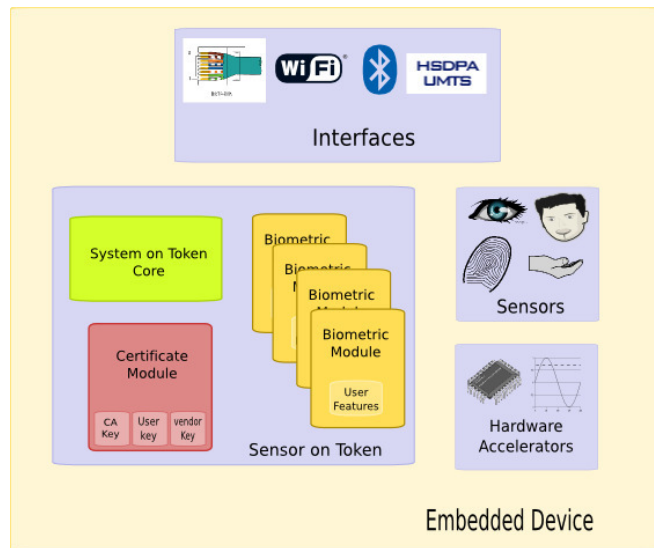 WiFi
HSDPA
UMTS
Interfaces
System on Token
Core
Biometric
Biometric
Biometric
Biometric
Module
User
Features
Certificate
Module
CA
Key
User
key
vendor
Key
Sensor on Token
Sensors
Hardware
Accelerators
Embedded Device